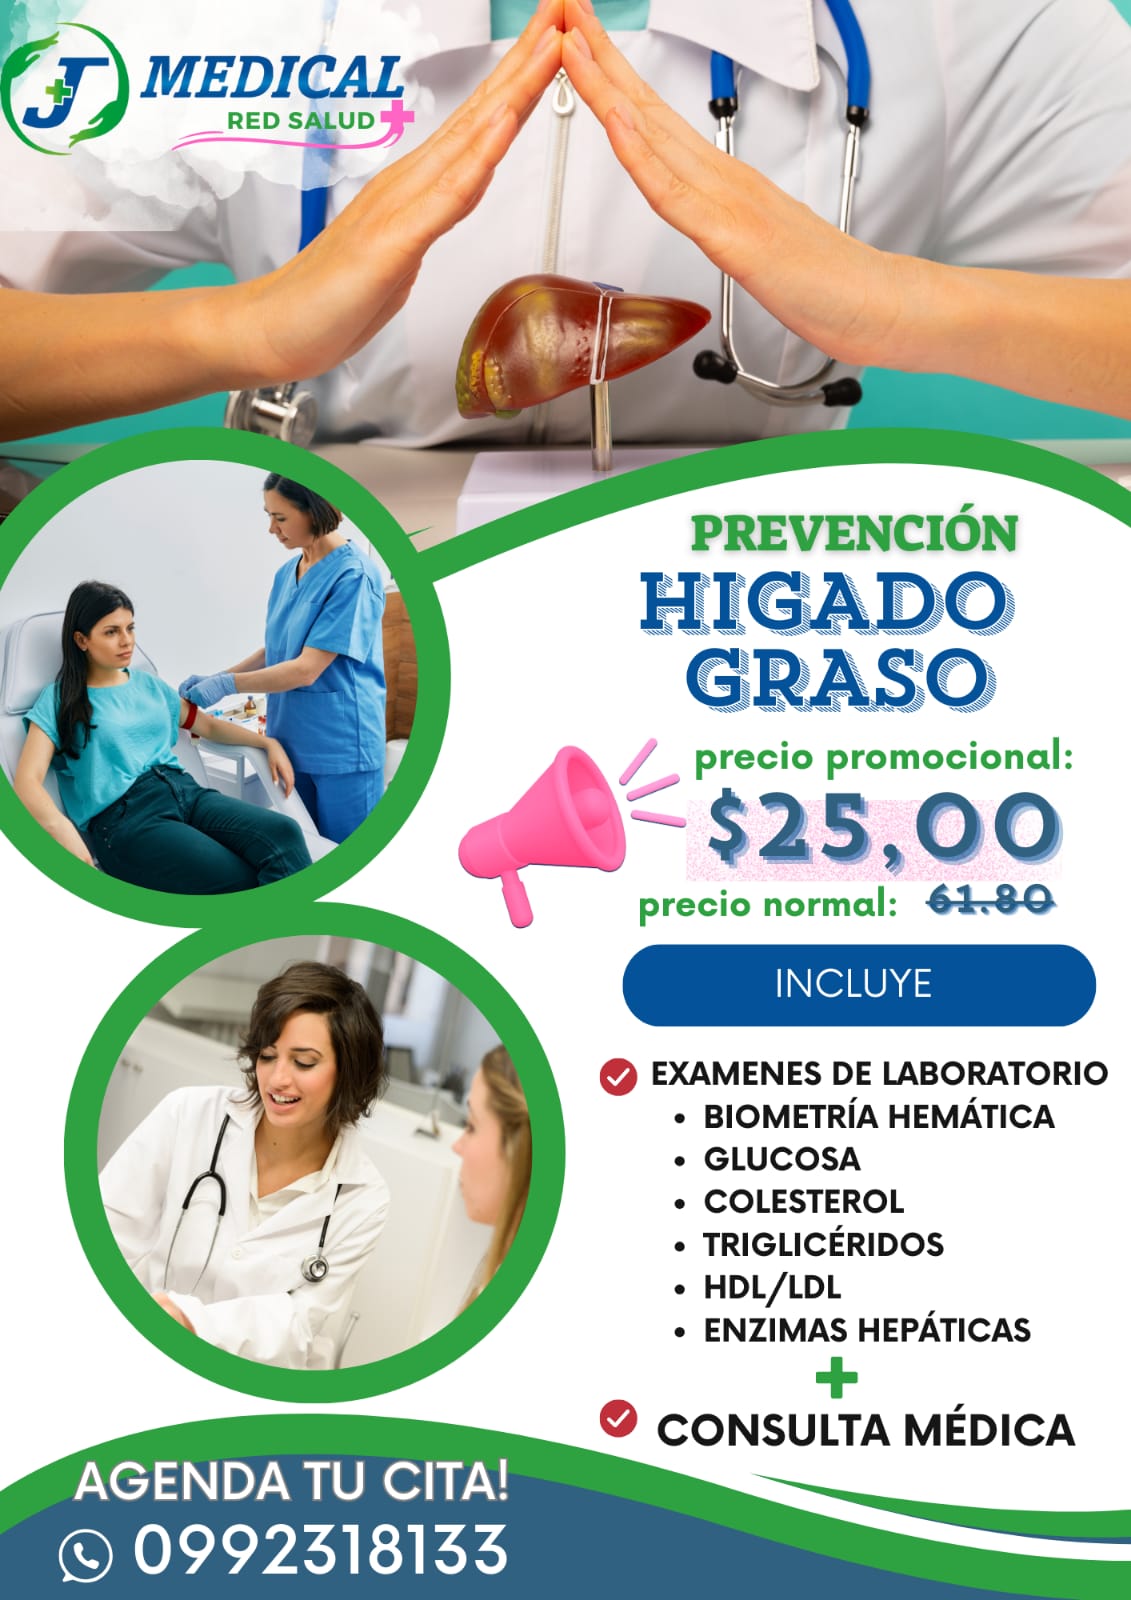 J MEDICAL
RED SALUD
PREVENCIÓN
HIGADO
GRASO
precio promocional:
$25,00
precio normal: 61.80
INCLUYE
EXAMENES DE LABORATORIO
• BIOMETRÍA HEMÁTICA
• GLUCOSA
• COLESTEROL
• TRIGLICÉRIDOS
• HDL/LDL
• ENZIMAS HEPÁTICAS
+
CONSULTA MÉDICA
AGENDA TU CITA!
0992318133